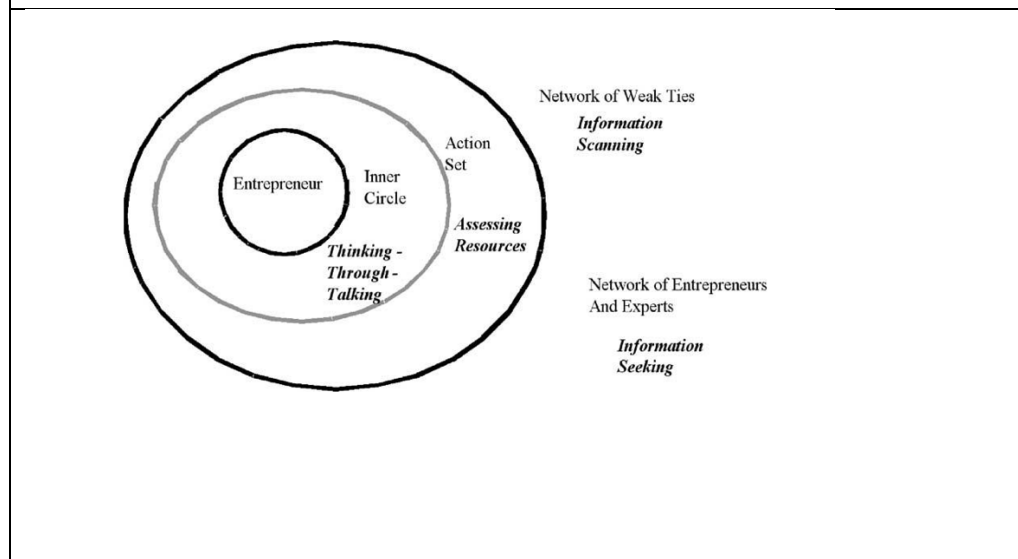 Entrepreneur
Inner
Circle
Thinking -
Through -
Talking
Action
Set
Assessing
Resources
Network of Weak Ties
Information
Scanning
Network of Entrepreneurs
And Experts
Information
Seeking